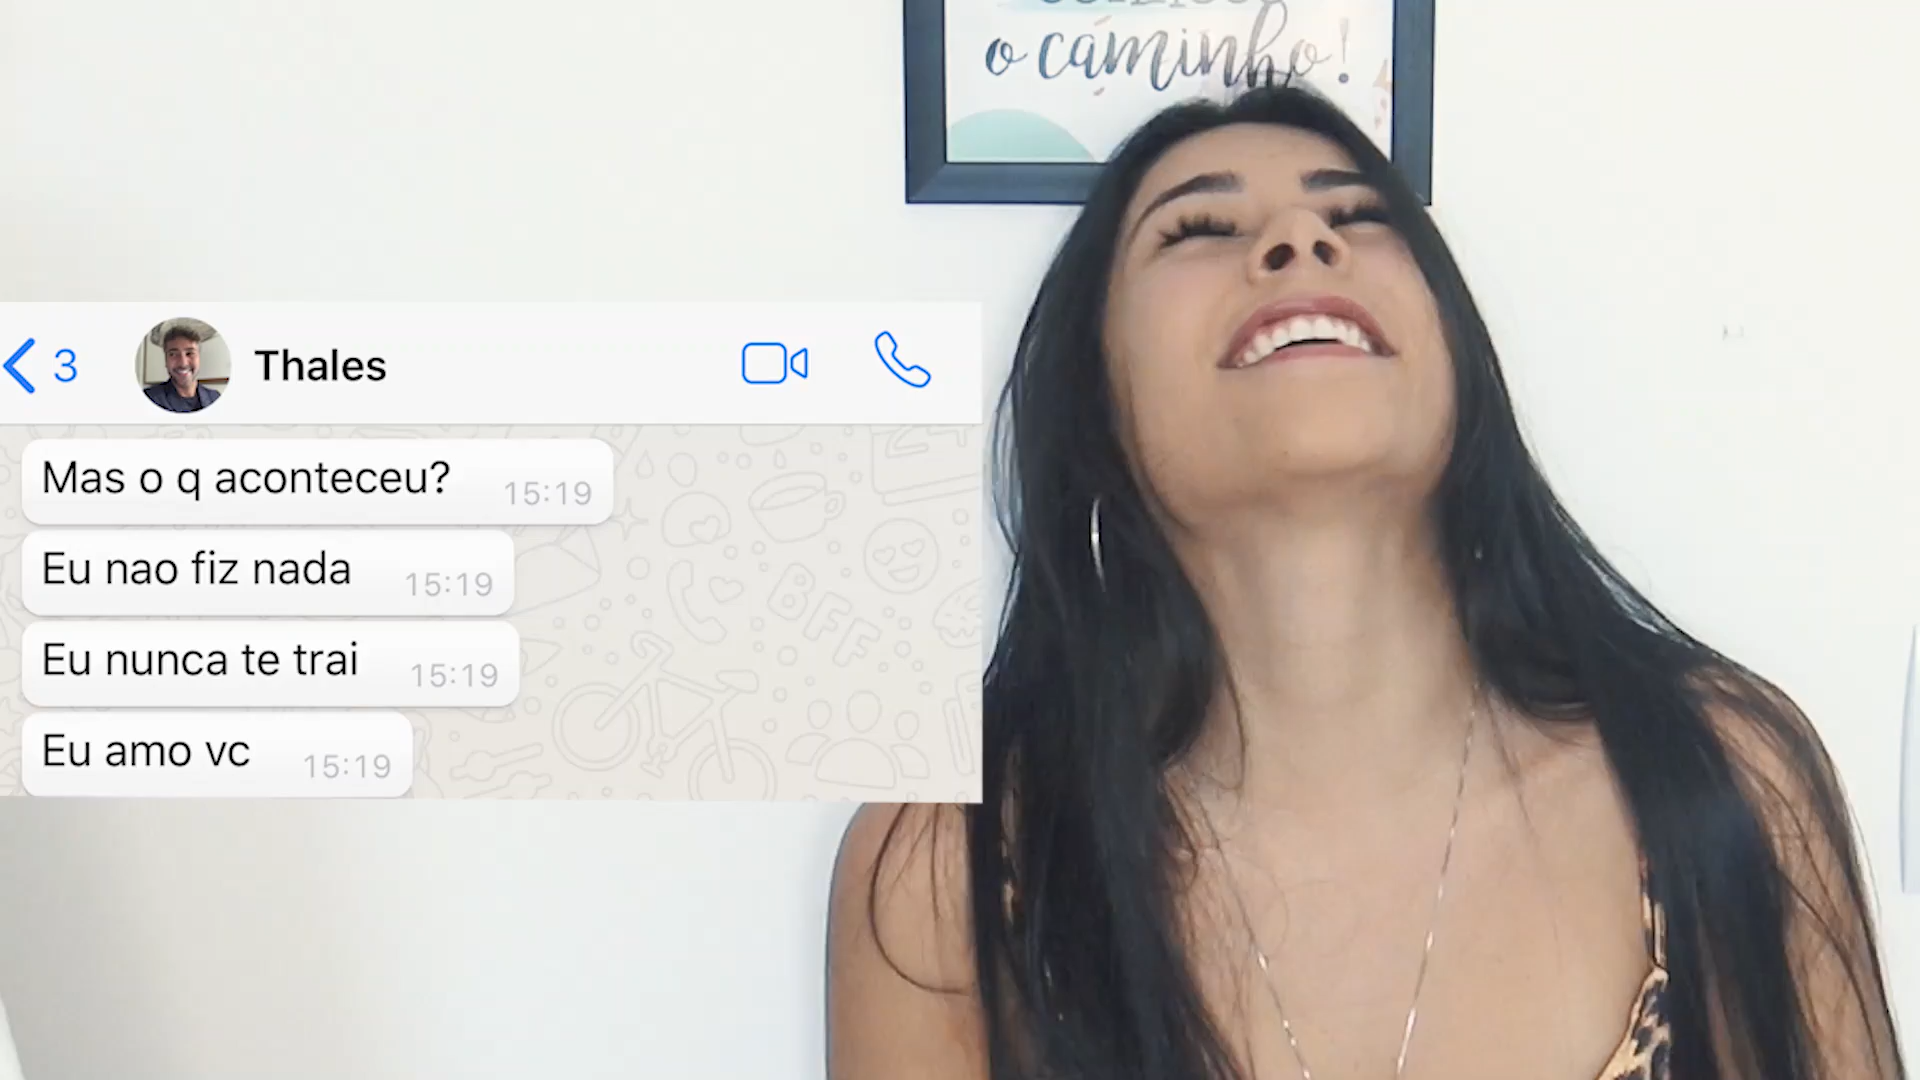 o caminho!
3
Thales
Mas o q aconteceu? 15:19
Eu nao fiz nada 15:19
Eu nunca te trai 15:19
Eu amo vc 15:19
BFF